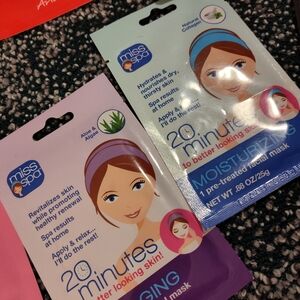 miss
spa
Natural
Hydrates &
nourishes dry,
thirsty skin
Spa results
at home
Apply & relax...
I'll do the rest!
20
minutes
to better looking skin!
MOISTURIZING
1 pre-treated facial mask
NET WT .88 OZ/25g
miss
spa
Aloe &
Algae
Revitalizes skin
while promoting
healthy renewal
Spa results
at home
Apply & relax...
I'll do the rest!
20
minutes
better looking skin!
GING
mask